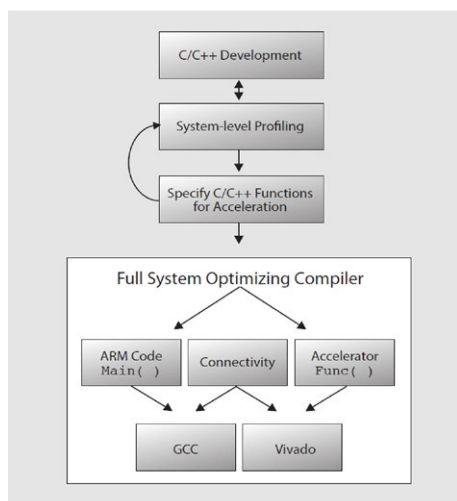 C/C++ Development
System-level Profiling
Specify C/C++ Functions
for Acceleration
Full System Optimizing Compiler
ARM Code
Main( )
Connectivity
Accelerator
Func( )
GCC
Vivado